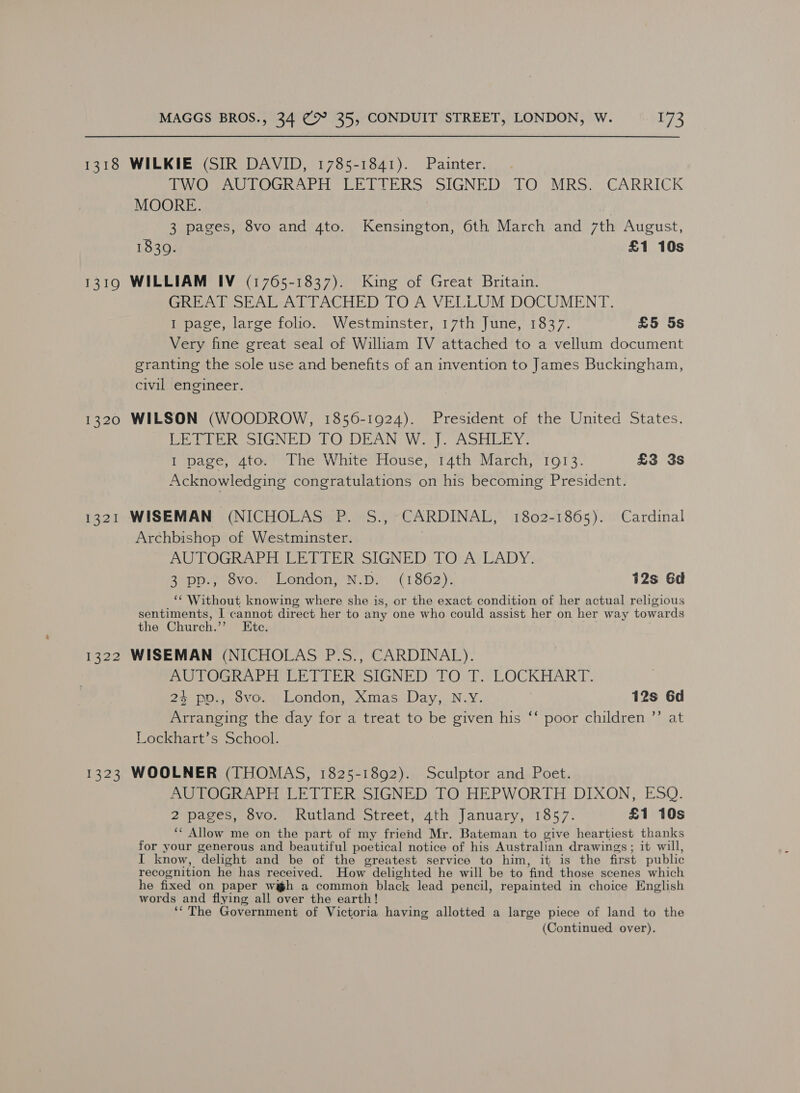 MAGGS BROS., 34 & 35, CONDUIT STREET, LONDON, W. 173
1318 WILKIE (SIR DAVID, 1785-1841). Painter.
TWO AUTOGRAPH LETTERS SIGNED TO MRS. CARRICK
MOORE.
3 pages, 8vo and 4to. Kensington, 6th March and 7th August,
1839. £1 10s
1319 WILLIAM IV (1765-1837). King of Great Britain.
GREAT SEAL ATTACHED TO A VELLUM DOCUMENT.
1 page, large folio. Westminster, 17th June, 1837. £5 5s
Very fine great seal of William IV attached to a vellum document
granting the sole use and benefits of an invention to James Buckingham,
civil engineer.
1320 WILSON (WOODROW, 1856-1924). President of the United States.
LETTER SIGNED TO DEAN W. J. ASHLEY.
1 page, 4to. The White House, 14th March, 1913. £3 3s
Acknowledging congratulations on his becoming President.
1321 WISEMAN (NICHOLAS P. S., CARDINAL, 1802-1865). Cardinal
Archbishop of Westminster.
AUTOGRAPH LETTER SIGNED TO A LADY.
3 pp., 8vo. London, N.D. (1862). 12s 6d
“ Without knowing where she is, or the exact condition of her actual religious
sentiments, I cannot direct her to any one who could assist her on her way towards
the Church.” Etc.
1322 WISEMAN (NICHOLAS P.S., CARDINAL).
AUTOGRAPH LETTER SIGNED TO T. LOCKHART.
2½ pp., 8vo. London, Xmas Day, N.Y. 12s 6d
Arranging the day for a treat to be given his “ poor children ” at
Lockhart’s School.
1323 WOOLNER (THOMAS, 1825-1892). Sculptor and Poet.
AUTOGRAPH LETTER SIGNED TO HEPWORTH DIXON, ESQ.
2 pages, 8vo. Rutland Street, 4th January, 1857. £1 10s
“ Allow me on the part of my friend Mr. Bateman to give heartiest thanks
for your generous and beautiful poetical notice of his Australian drawings; it will,
I know, delight and be of the greatest service to him, it is the first public
recognition he has received. How delighted he will be to find those scenes which
he fixed on paper with a common black lead pencil, repainted in choice English
words and flying all over the earth!
“ The Government of Victoria having allotted a large piece of land to the
(Continued over).